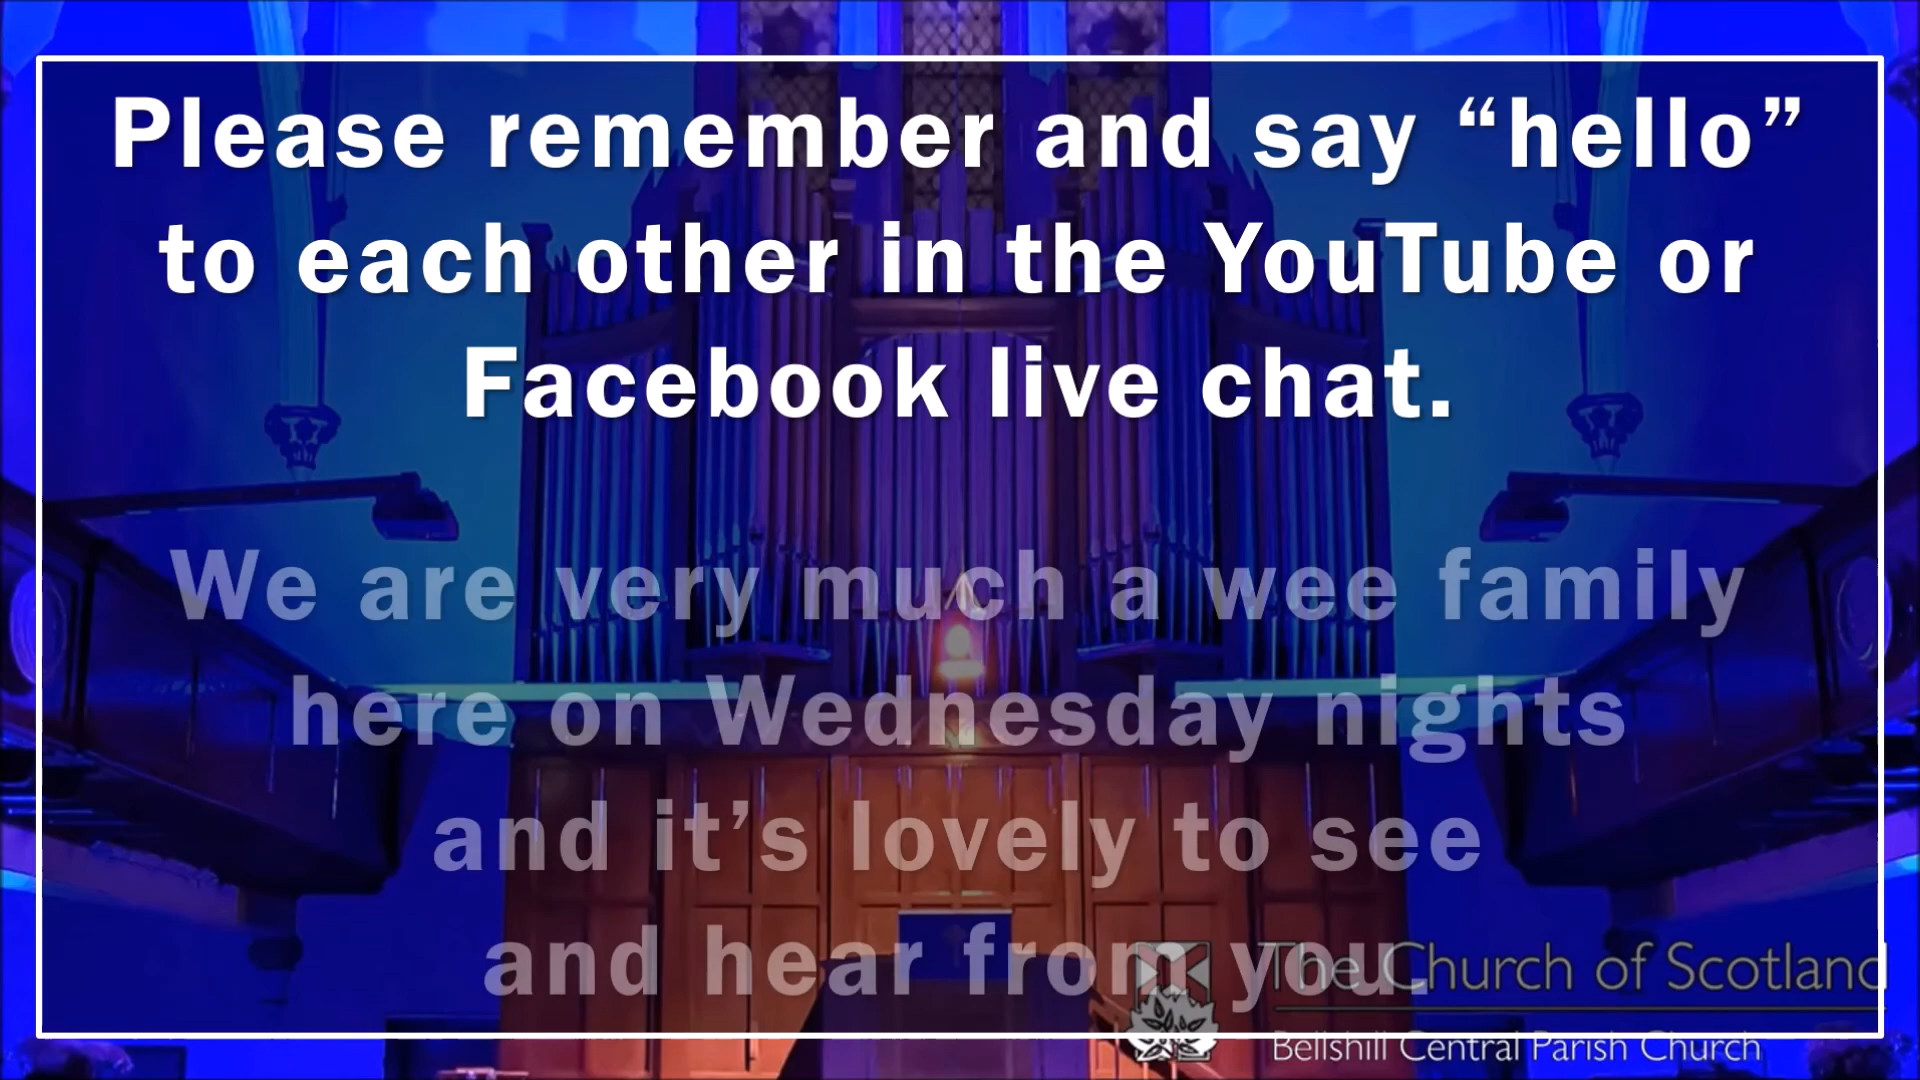 Please remember and say “hello”
to each other in the YouTube or
Facebook live chat.
We are very much a wee family
here on Wednesday nights
and it’s lovely to see
and hear from you.
The Church of Scotland
Bellshill Central Parish Church